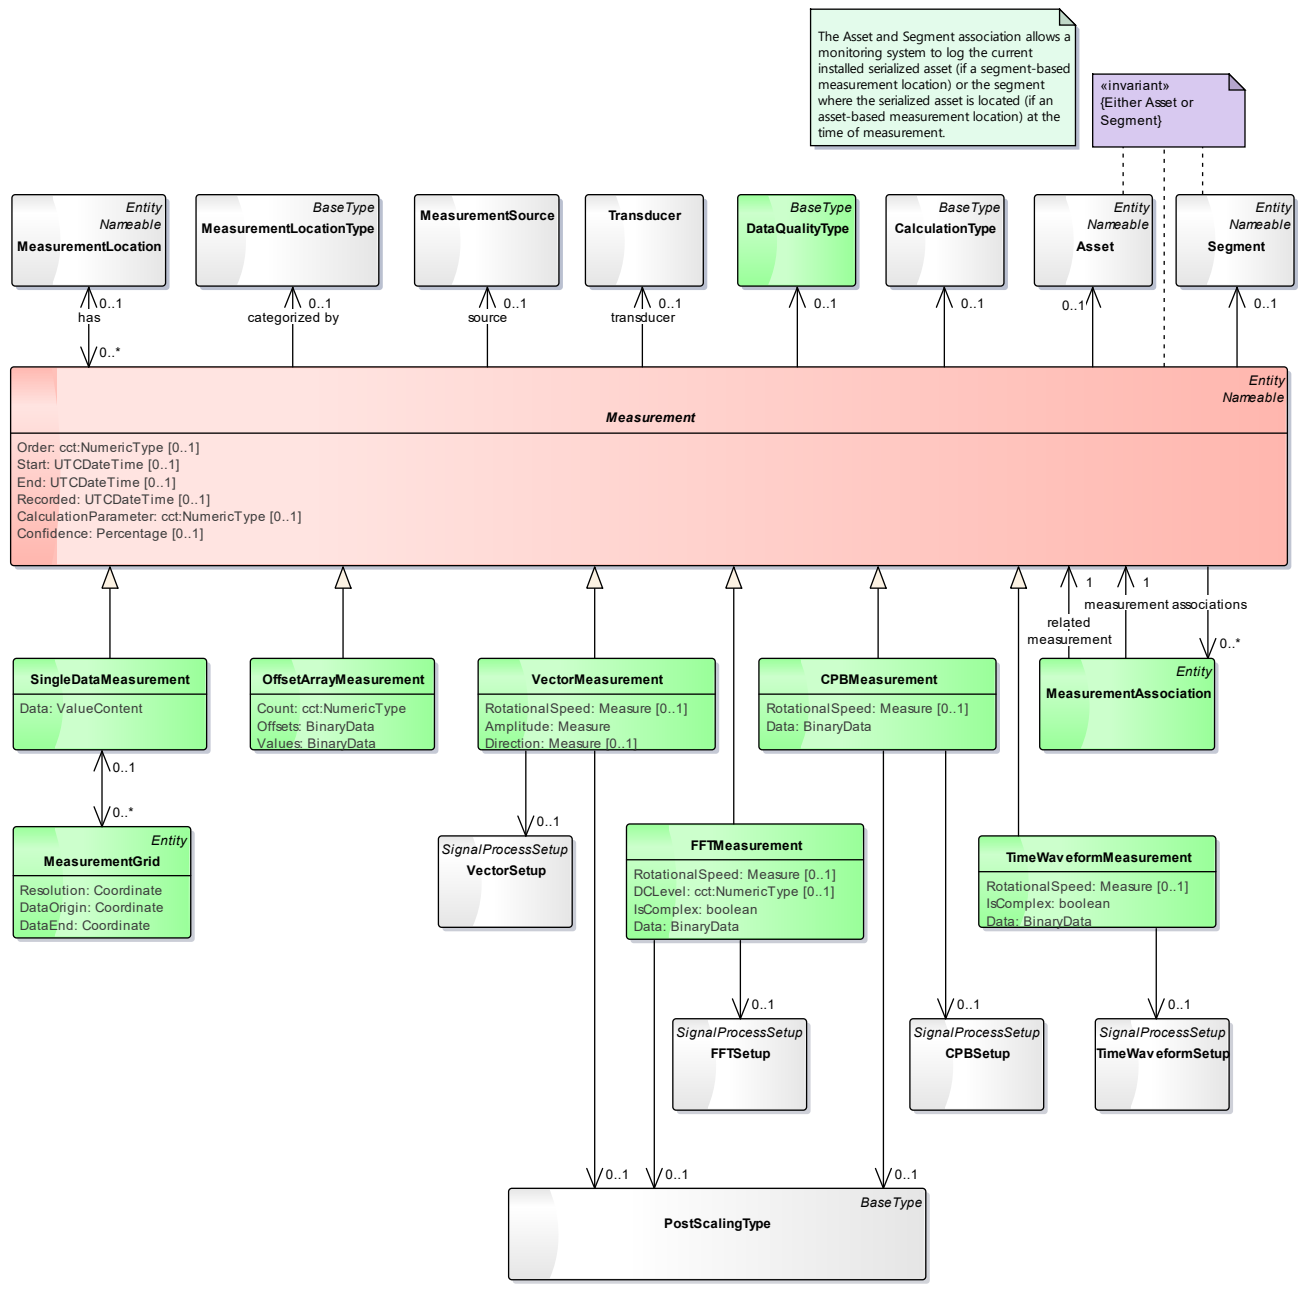 The Asset and Segment association allows a
monitoring system to log the current
installed serialized asset (if a segment-based
measurement location) or the segment
where the serialized asset is located (if an
asset-based measurement location) at the
time of measurement.
«invariant»
{Either Asset or
Segment}
Entity
Nameable
MeasurementLocation
BaseType
MeasurementLocationType
MeasurementSource
Transducer
BaseType
DataQualityType
BaseType
CalculationType
Entity
Nameable
Asset
Entity
Nameable
Segment
0..1
has
0..*
0..1
categorized by
0..1
source
0..1
transducer
0..1
0..1
0..1
0..1
Entity
Nameable
Measurement
Order: cct:NumericType [0..1]
Start: UTCDateTime [0..1]
End: UTCDateTime [0..1]
Recorded: UTCDateTime [0..1]
CalculationParameter: cct:NumericType [0..1]
Confidence: Percentage [0..1]
1
related
measurement
1
measurement associations
0..*
SingleDataMeasurement
Data: ValueContent
OffsetArrayMeasurement
Count: cct:NumericType
Offsets: BinaryData
Values: BinaryData
VectorMeasurement
RotationalSpeed: Measure [0..1]
Amplitude: Measure
Direction: Measure [0..1]
CPBMeasurement
RotationalSpeed: Measure [0..1]
Data: BinaryData
Entity
MeasurementAssociation
0..1
0..*
Entity
MeasurementGrid
Resolution: Coordinate
DataOrigin: Coordinate
DataEnd: Coordinate
0..1
SignalProcessSetup
VectorSetup
FFTMeasurement
RotationalSpeed: Measure [0..1]
DCLevel: cct:NumericType [0..1]
IsComplex: boolean
Data: BinaryData
TimeWaveformMeasurement
RotationalSpeed: Measure [0..1]
IsComplex: boolean
Data: BinaryData
0..1
0..1
0..1
SignalProcessSetup
FFTSetup
SignalProcessSetup
CPBSetup
SignalProcessSetup
TimeWaveformSetup
0..1
0..1
0..1
BaseType
PostScalingType